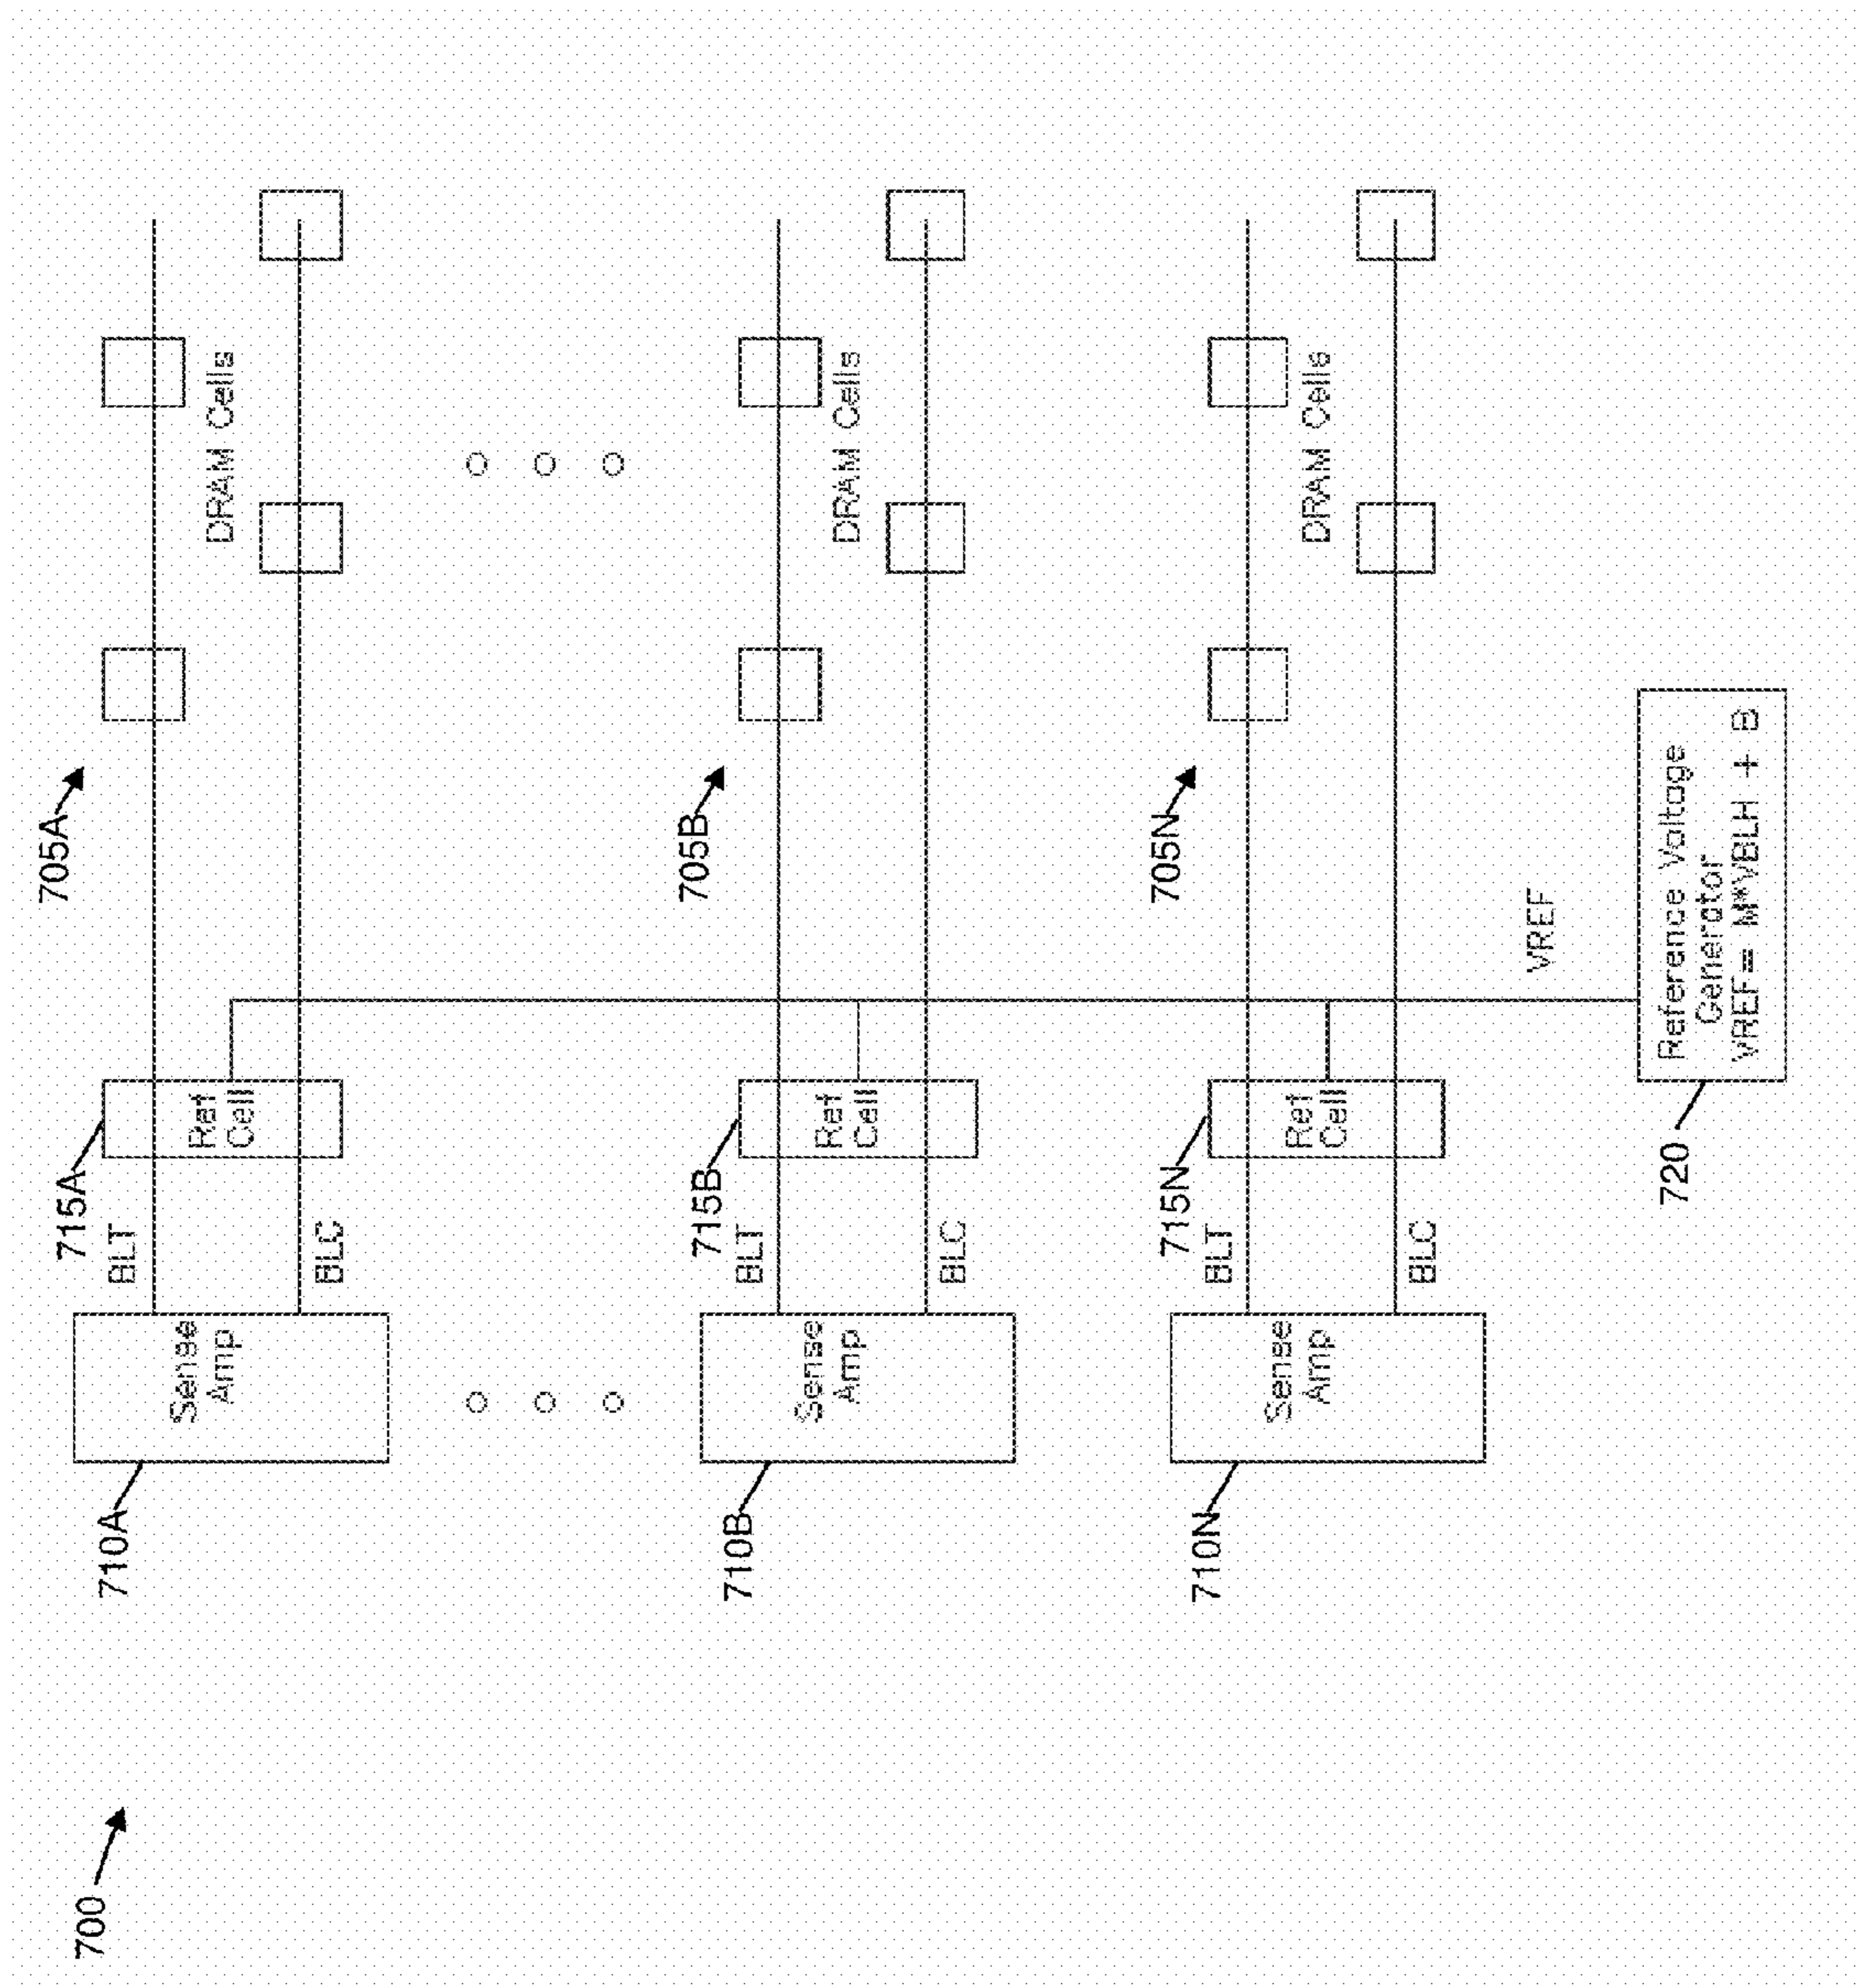 700
705A
DRAM Cells
715A
Ref
Cell
BLT
BLC
Sense
Amp
710A
705B
DRAM Cells
715B
Ref
Cell
BLT
BLC
Sense
Amp
710B
705N
DRAM Cells
715N
Ref
Cell
BLT
BLC
Sense
Amp
710N
VREF
Reference Voltage
Generator
VREF= M*VBLH + B
720